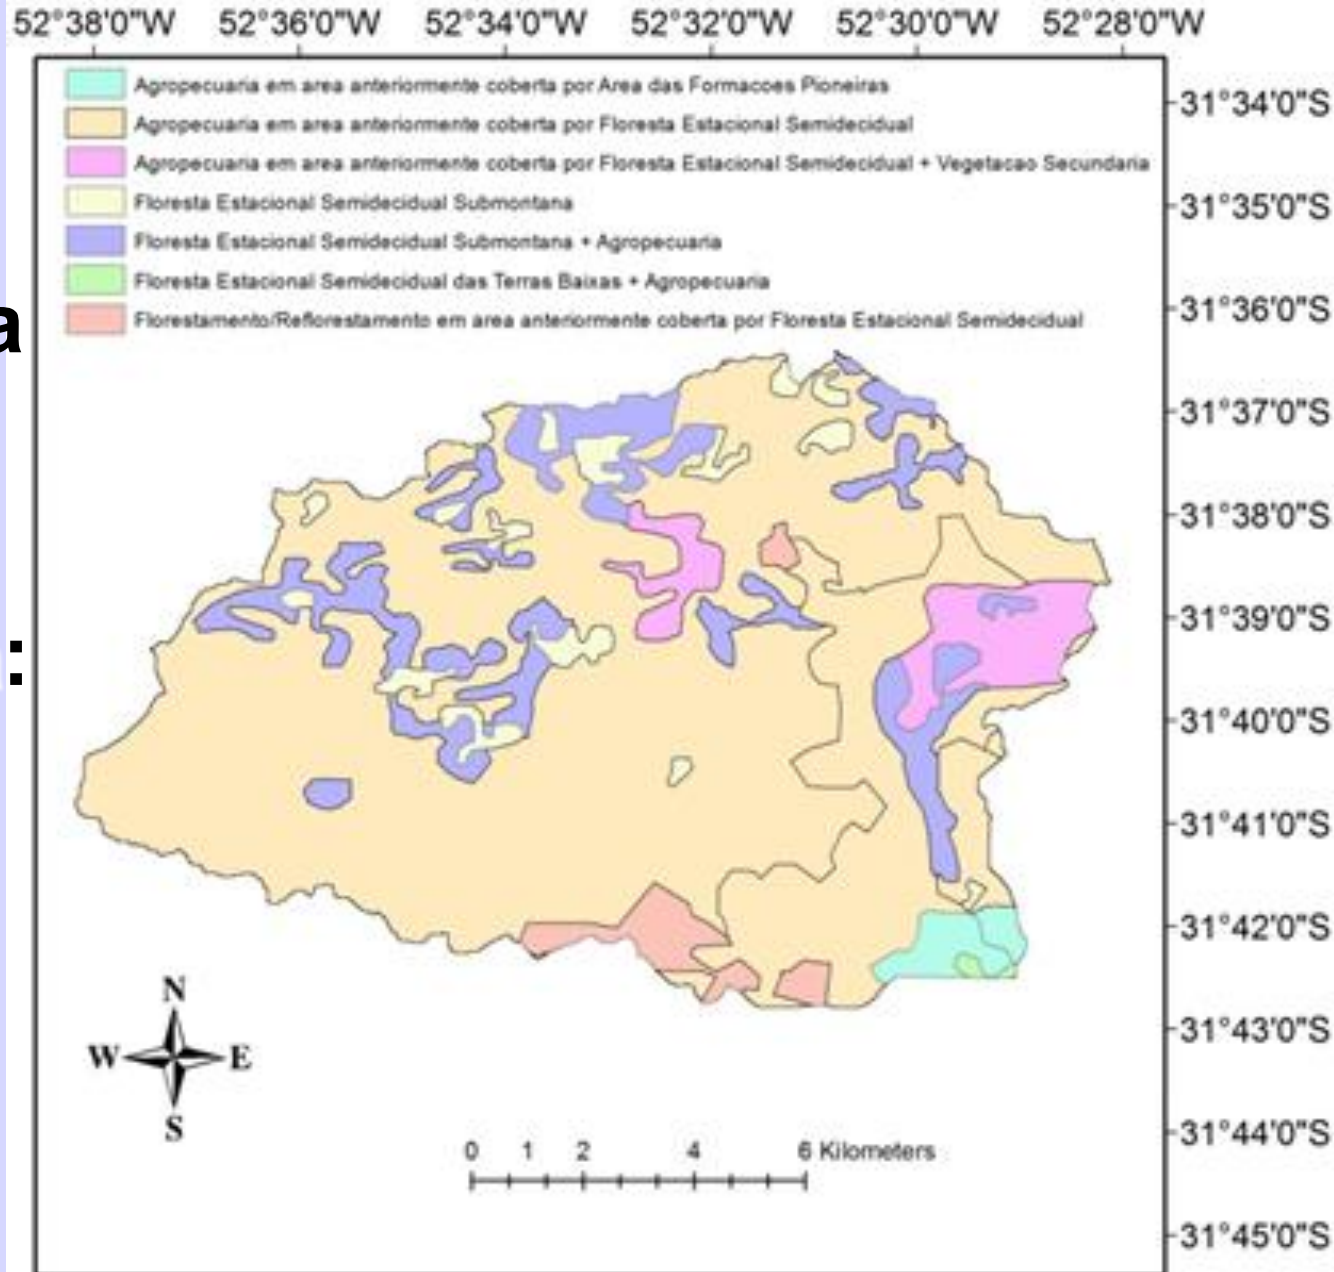 52°38'0"W 52°36'0"W 52°34'0"W 52°32'0"W 52°30'0"W 52°28'0"W
Agropecuaria em area anteriormente coberta por Area das Formacoes Pioneiras
Agropecuaria em area anteriormente coberta por Floresta Estacional Semidecidual
Agropecuaria em area anteriormente coberta por Floresta Estacional Semidecidual + Vegetacao Secundaria
Floresta Estacional Semidecidual Submontana
Floresta Estacional Semidecidual Submontana + Agropecuaria
Floresta Estacional Semidecidual das Terras Baixas + Agropecuaria
Florestamento/Reflorestamento em area anteriormente coberta por Floresta Estacional Semidecidual
a
:
31°34'0"S
31°35'0"S
31°36'0"S
31°37'0"S
31°38'0"S
31°39'0"S
31°40'0"S
31°41'0"S
31°42'0"S
31°43'0"S
31°44'0"S
31°45'0"S
N
W E
S
0 1 2 4 6 Kilometers